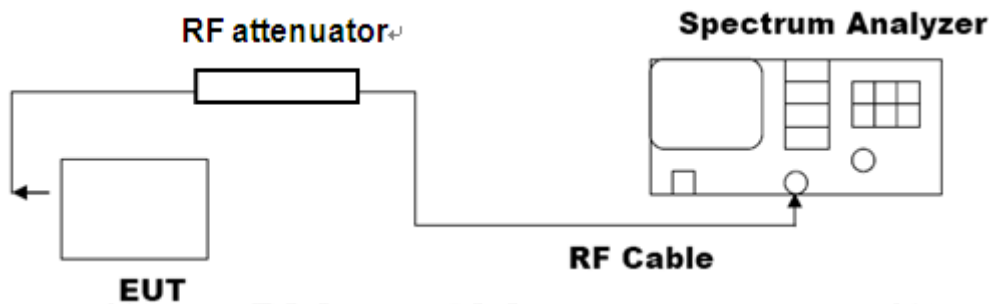 RF attenuator↵
Spectrum Analyzer
RF Cable
EUT